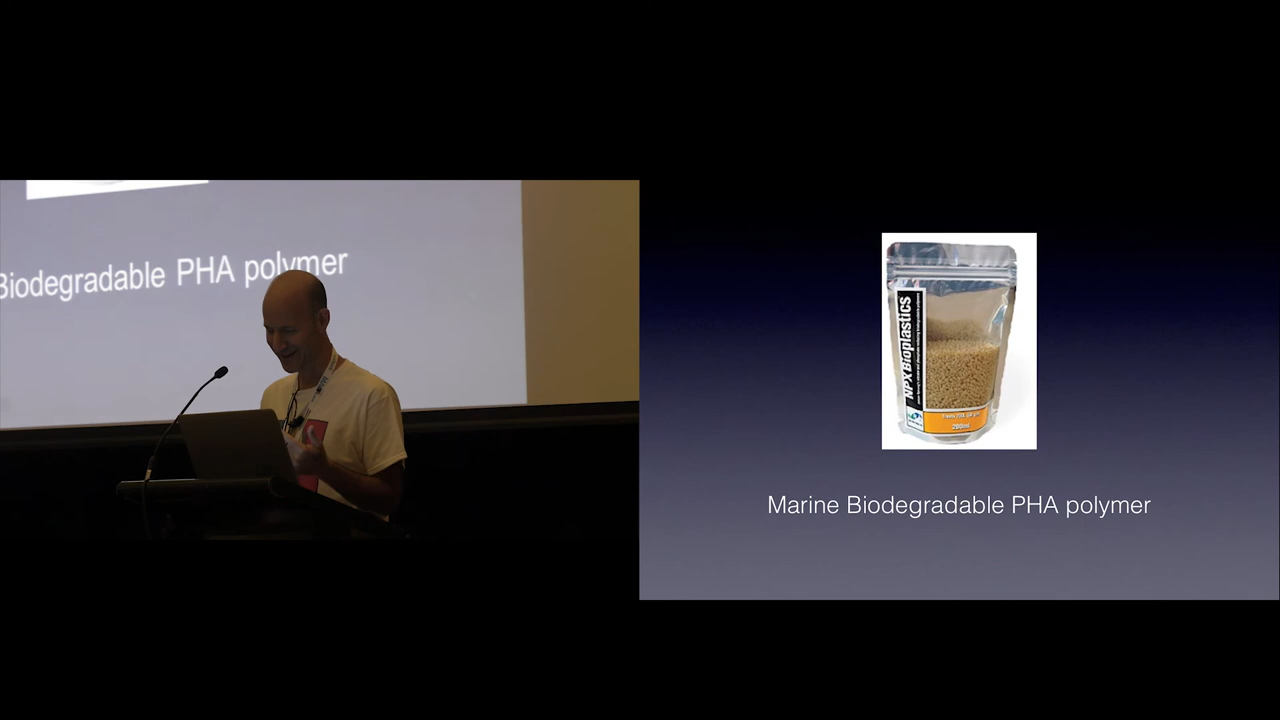 Biodegradable PHA polymer
NPX Bioplastics
200ml
Marine Biodegradable PHA polymer